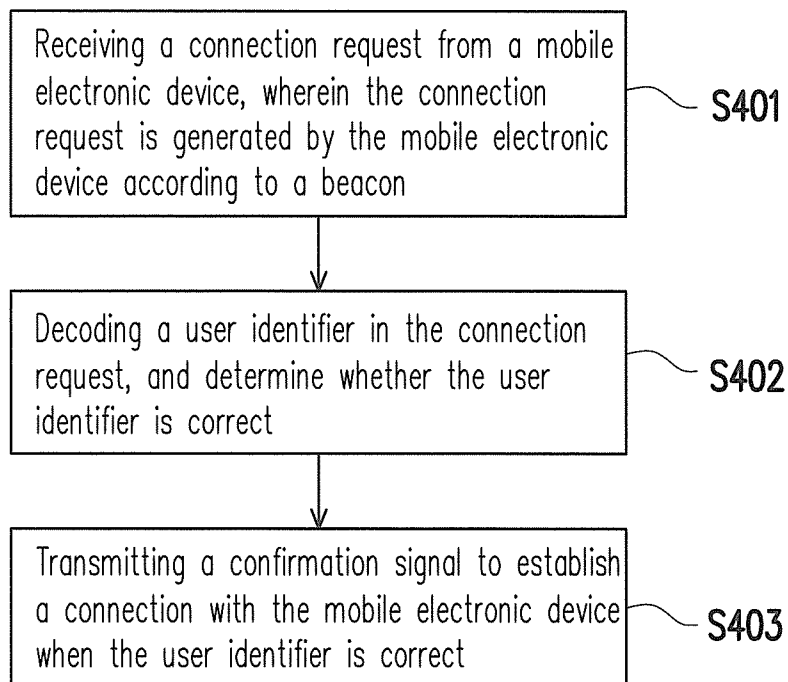 Receiving a connection request from a mobile
electronic device, wherein the connection
request is generated by the mobile electronic
device according to a beacon
S401
Decoding a user identifier in the connection
request, and determine whether the user
identifier is correct
S402
Transmitting a confirmation signal to establish
a connection with the mobile electronic device
when the user identifier is correct
S403